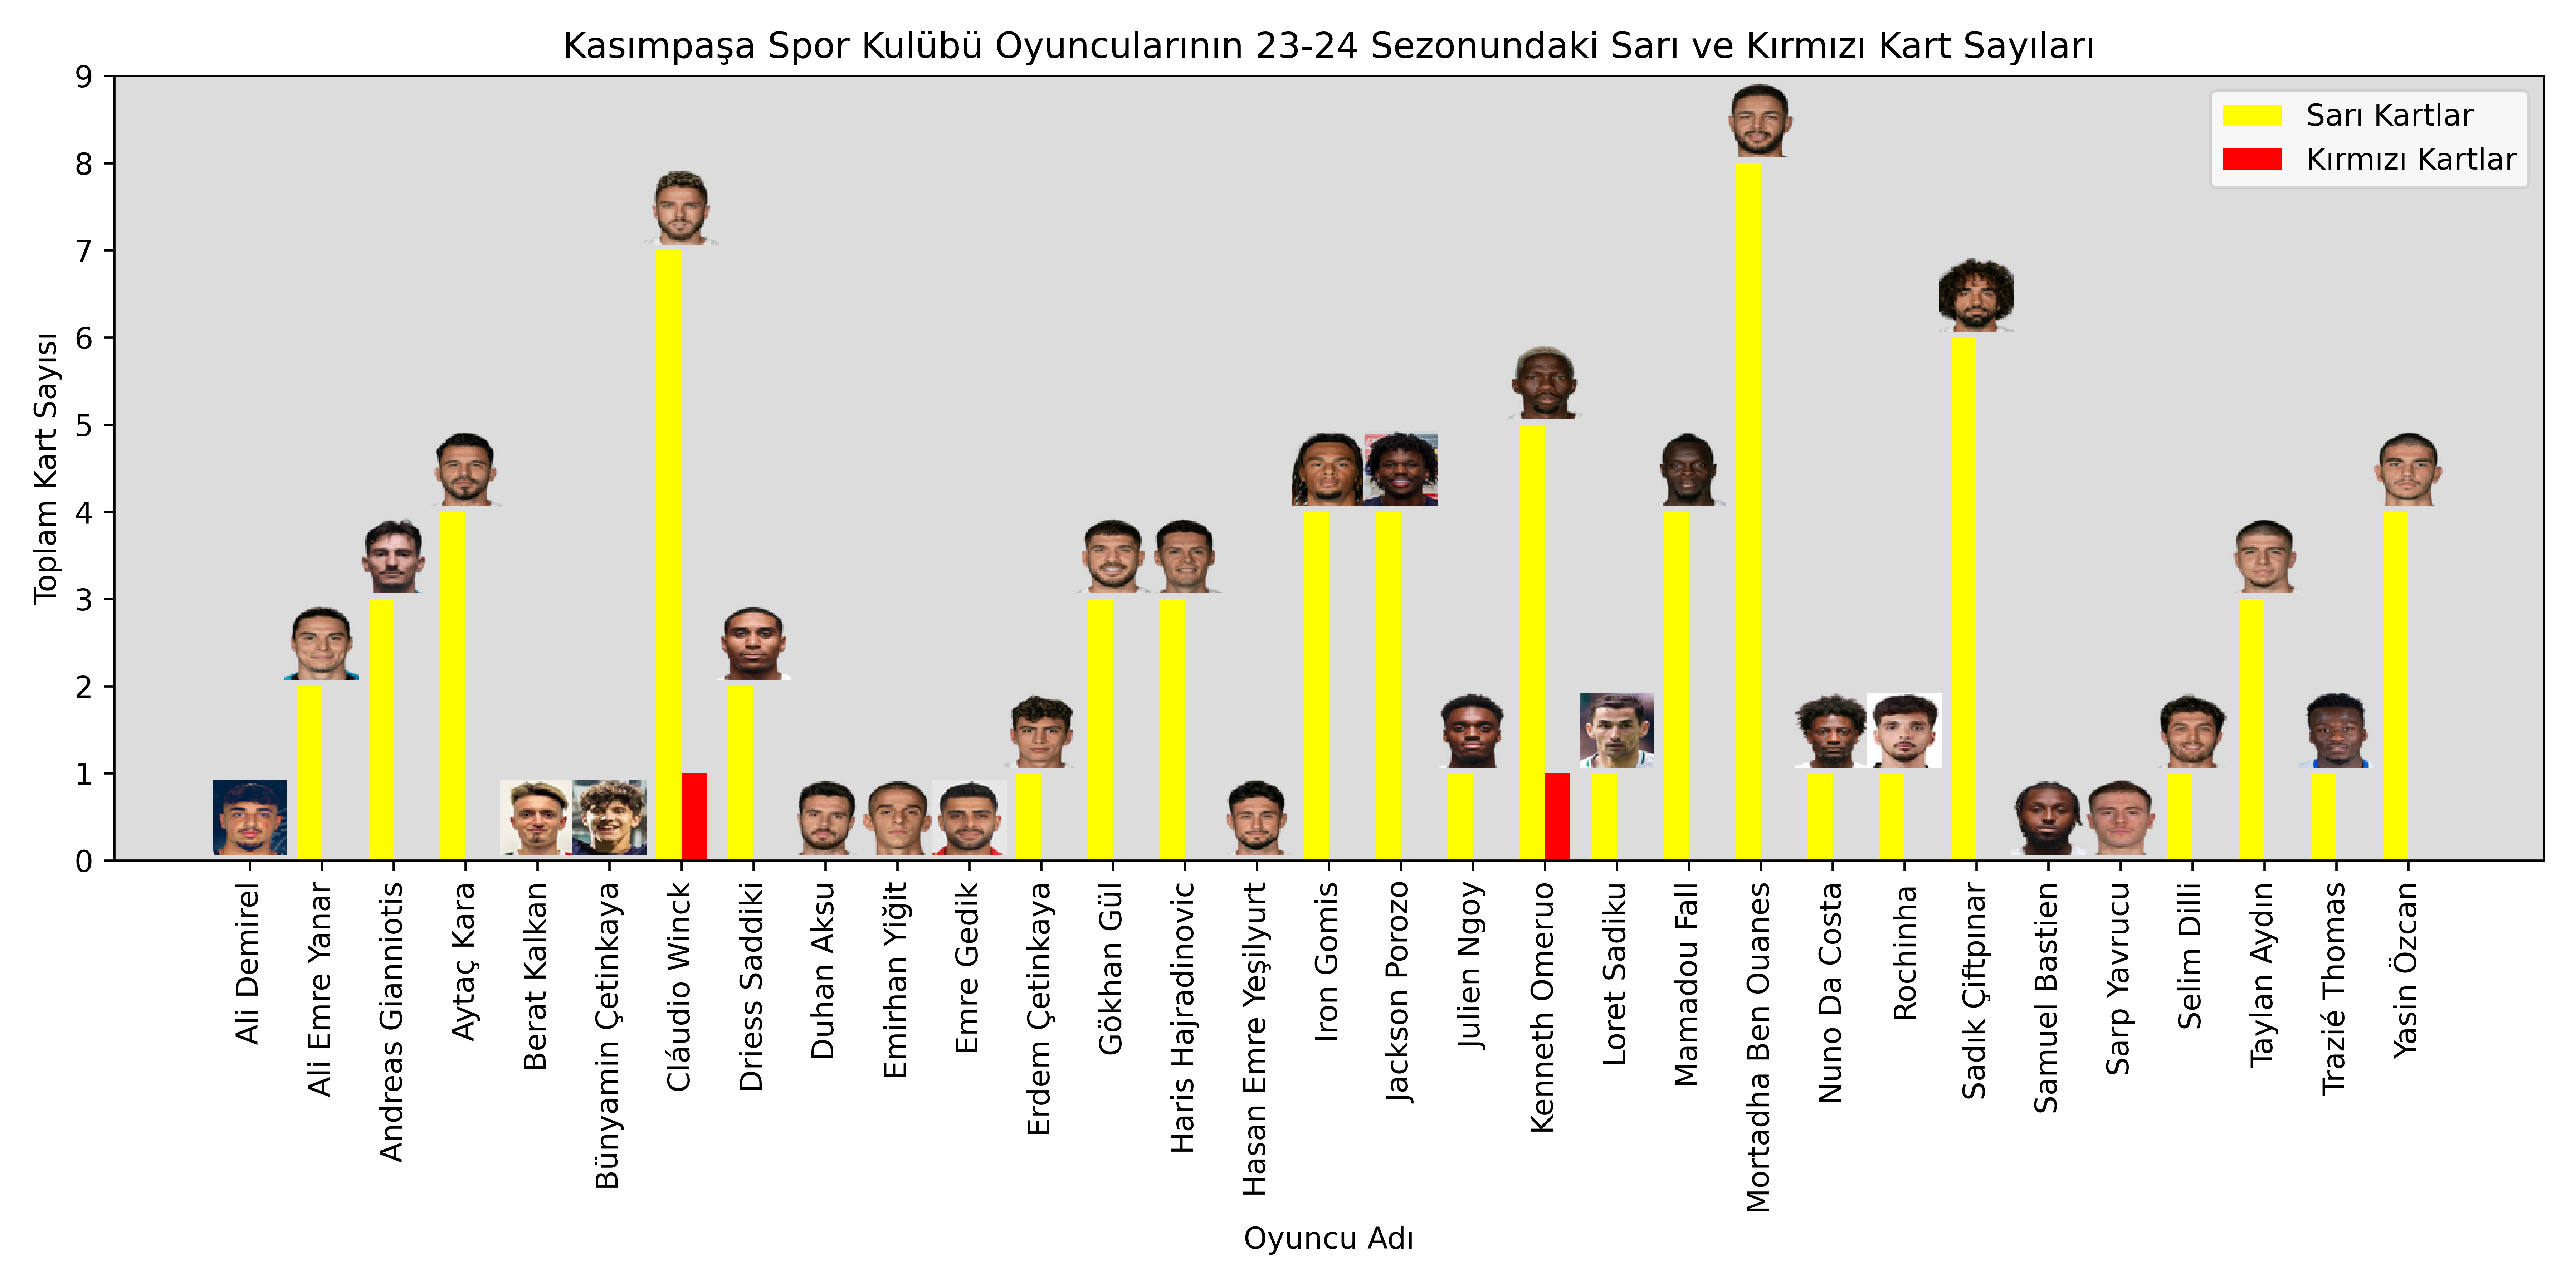 Kasımpaşa Spor Kulübü Oyuncularının 23-24 Sezonundaki Sarı ve Kırmızı Kart Sayıları
Sarı Kartlar
Kırmızı Kartlar
Toplam Kart Sayısı
9
8
7
6
5
4
3
2
1
0
Ali Demirel
Ali Emre Yanar
Andreas Gianniotis
Aytaç Kara
Berat Kalkan
Bünyamin Çetinkaya
Cláudio Winck
Driess Saddiki
Duhan Aksu
Emirhan Yiğit
Emre Gedik
Erdem Çetinkaya
Gökhan Gül
Haris Hajradinovic
Hasan Emre Yeşilyurt
Iron Gomis
Jackson Porozo
Julien Ngoy
Kenneth Omeruo
Loret Sadiku
Mamadou Fall
Mortadha Ben Ouanes
Nuno Da Costa
Rochinha
Sadık Çiftpınar
Samuel Bastien
Sarp Yavrucu
Selim Dilli
Taylan Aydın
Trazié Thomas
Yasin Özcan
Oyuncu Adı